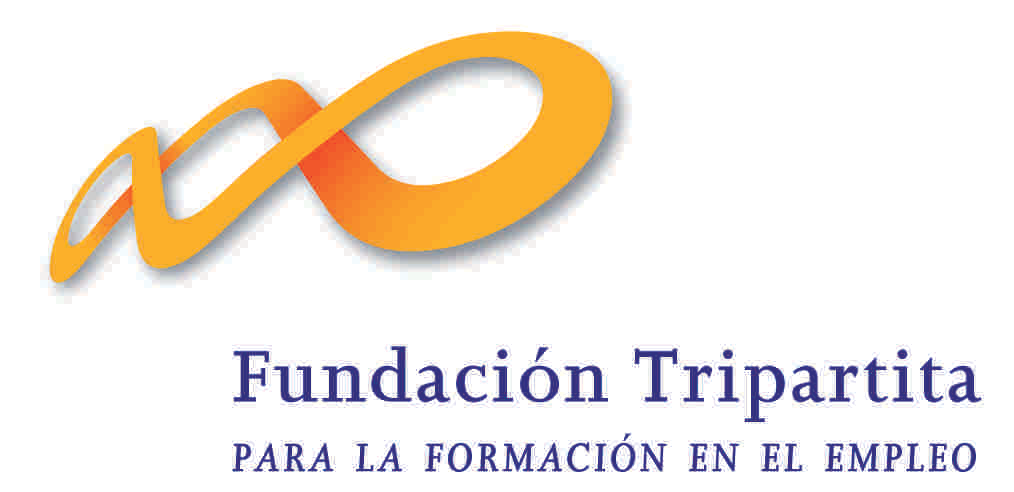 Fundación Tripartita
PARA LA FORMACIÓN EN EL EMPLEO